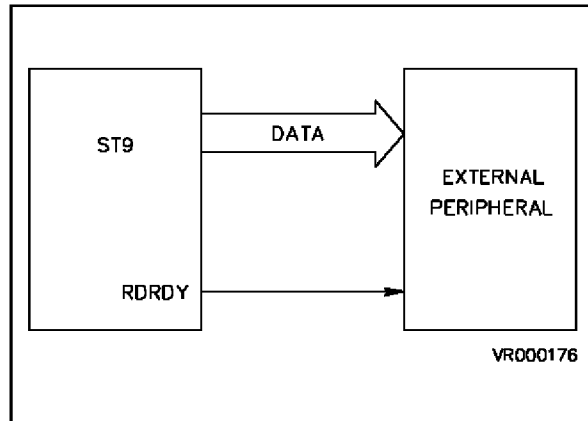 DATA
ST9
EXTERNAL
PERIPHERAL
RDRDY
VR000176